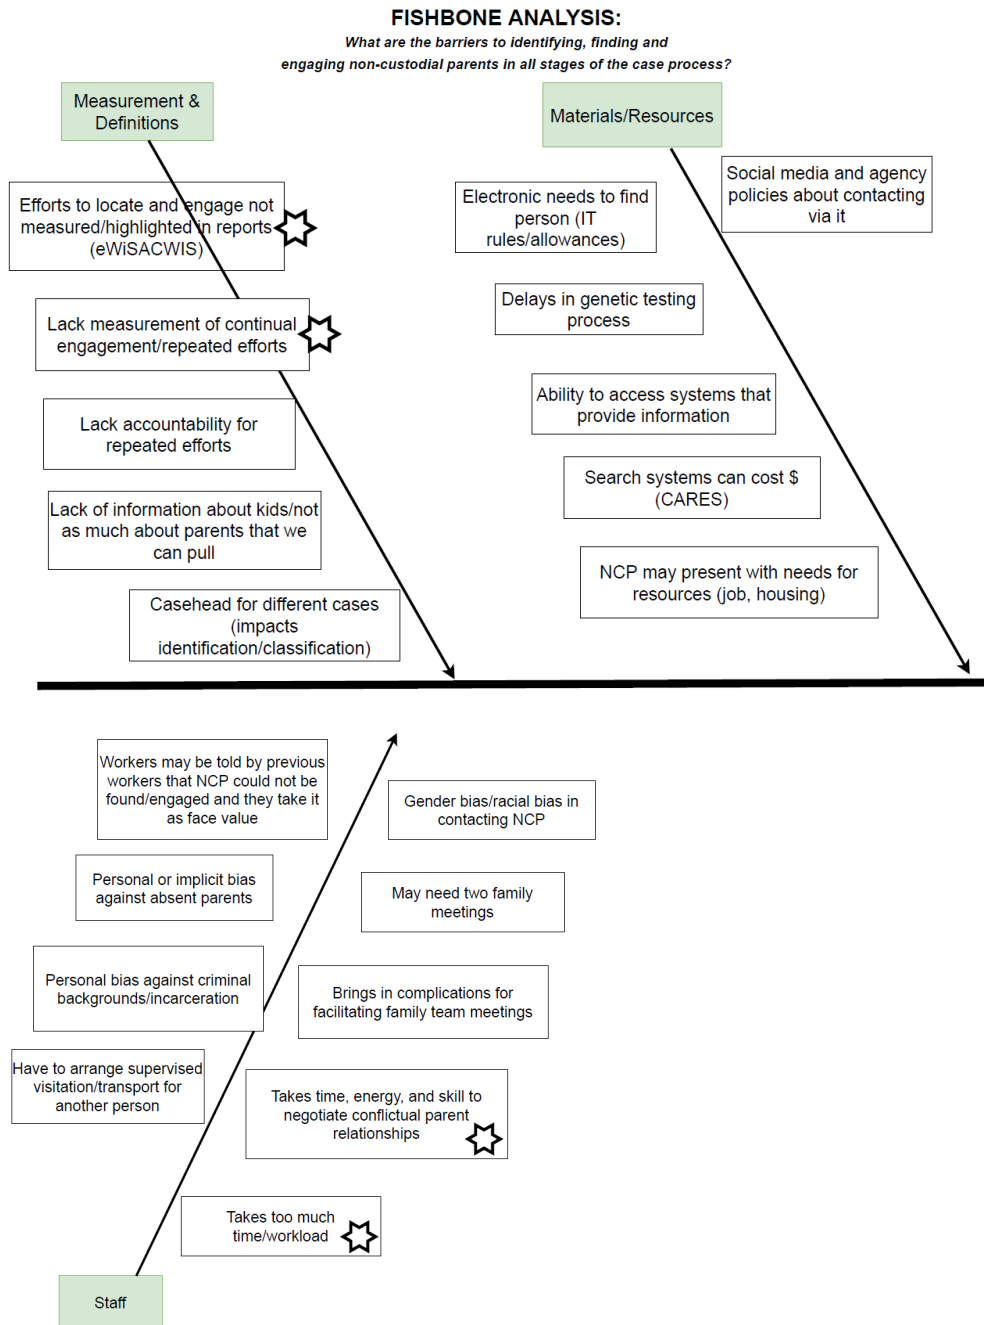 FISHBONE ANALYSIS:
What are the barriers to identifying, finding and
engaging non-custodial parents in all stages of the case process?
Measurement &
Definitions
Efforts to locate and engage not
measured/highlighted in reports
(eWiSACWIS)
Lack measurement of continual
engagement/repeated efforts
Lack accountability for
repeated efforts
Lack of information about kids/not
as much about parents that we
can pull
Casehead for different cases
(impacts
identification/classification)
Materials/Resources
Social media and agency
policies about contacting
via it
Electronic needs to find
person (IT
rules/allowances)
Delays in genetic testing
process
Ability to access systems that
provide information
Search systems can cost $
(CARES)
NCP may present with needs for
resources (job, housing)
Workers may be told by previous
workers that NCP could not be
found/engaged and they take it
as face value
Personal or implicit bias
against absent parents
Personal bias against criminal
backgrounds/incarceration
Have to arrange supervised
visitation/transport for
another person
Gender bias/racial bias in
contacting NCP
May need two family
meetings
Brings in complications for
facilitating family team meetings
Takes time, energy, and skill to
negotiate conflictual parent
relationships
Takes too much
time/workload
Staff